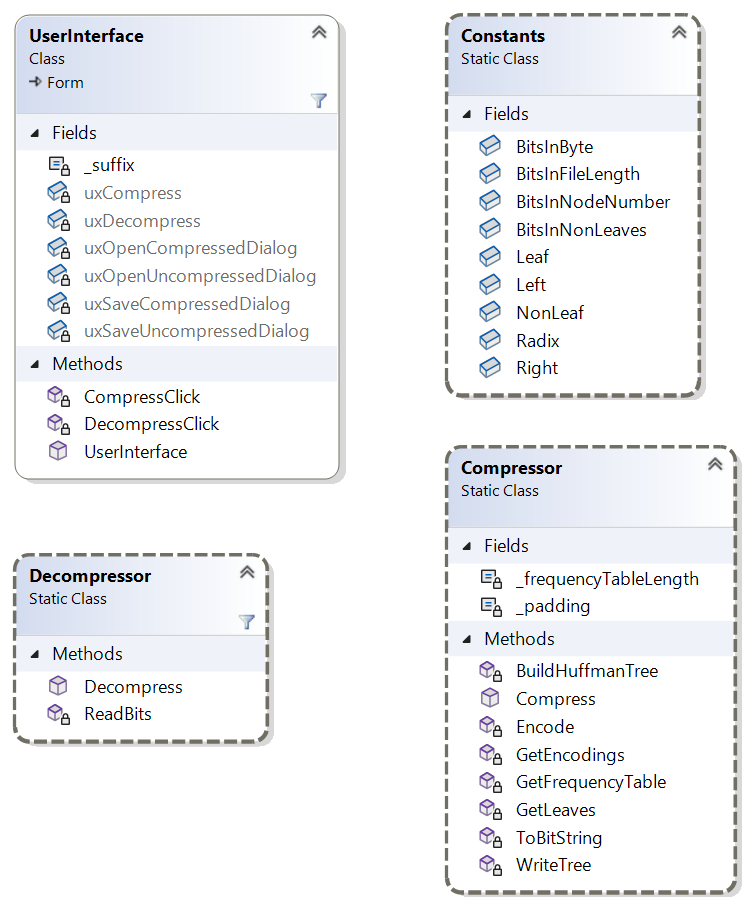 UserInterface
Class
Form
Fields
_suffix
uxCompress
uxDecompress
uxOpenCompressedDialog
uxOpenUncompressedDialog
uxSaveCompressedDialog
uxSaveUncompressedDialog
Methods
CompressClick
DecompressClick
UserInterface
Constants
Static Class
Fields
BitsInByte
BitsInFileLength
BitsInNodeNumber
BitsInNonLeaves
Leaf
Left
NonLeaf
Radix
Right
Decompressor
Static Class
Methods
Decompress
ReadBits
Compressor
Static Class
Fields
_frequencyTableLength
_padding
Methods
BuildHuffmanTree
Compress
Encode
GetEncodings
GetFrequencyTable
GetLeaves
ToBitString
WriteTree